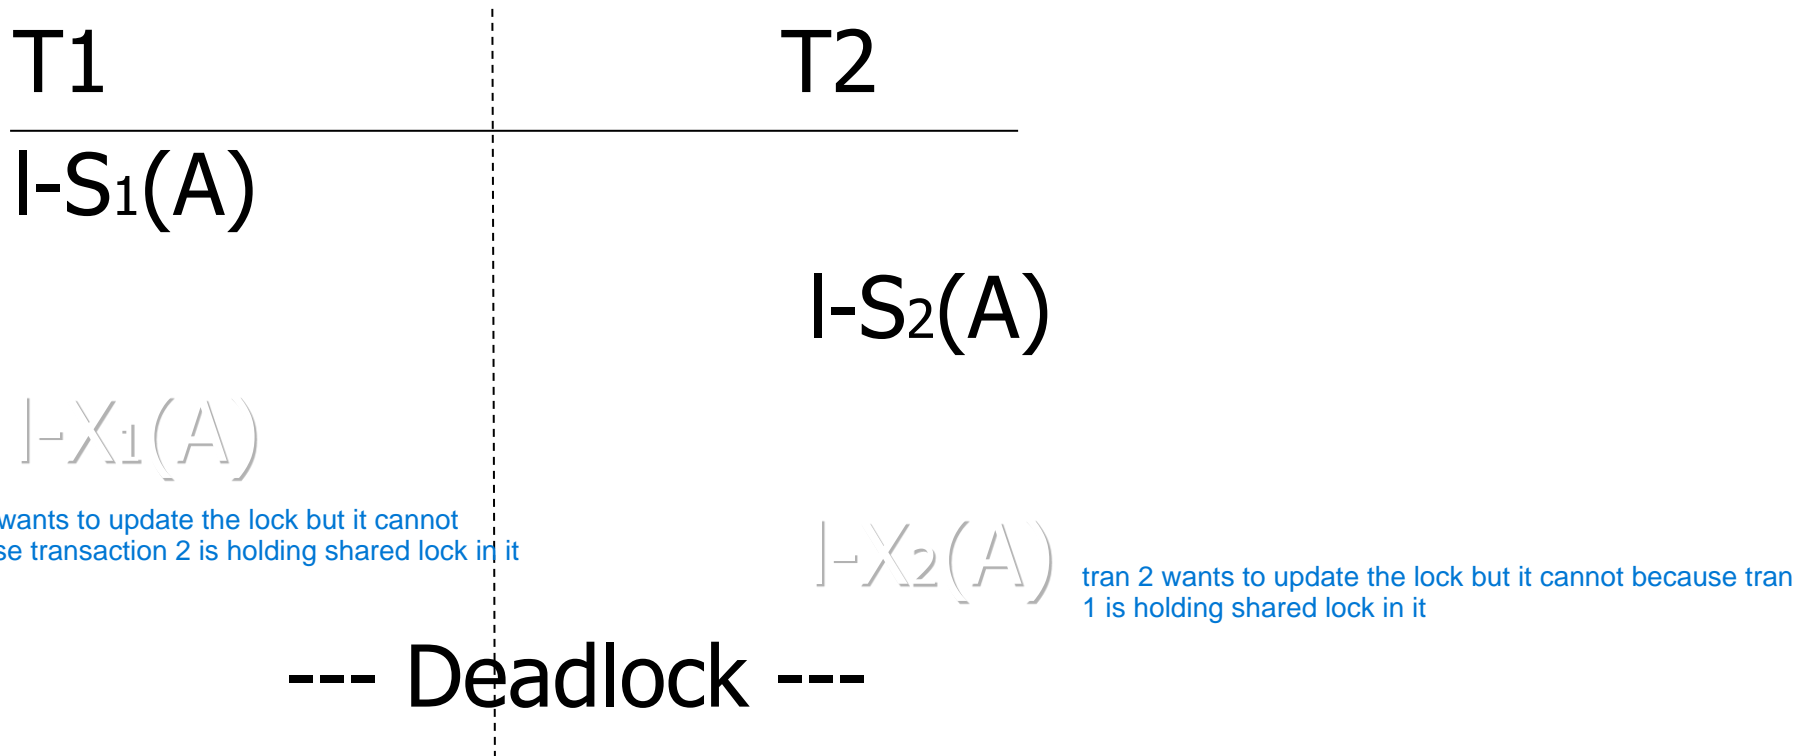 T1 T2
l-S1(A)
l-S2(A)
l-X1(A)
wants to update the lock but it cannot
se transaction 2 is holding shared lock in it
l-X2(A)
tran 2 wants to update the lock but it cannot because tran
1 is holding shared lock in it
--- Deadlock ---